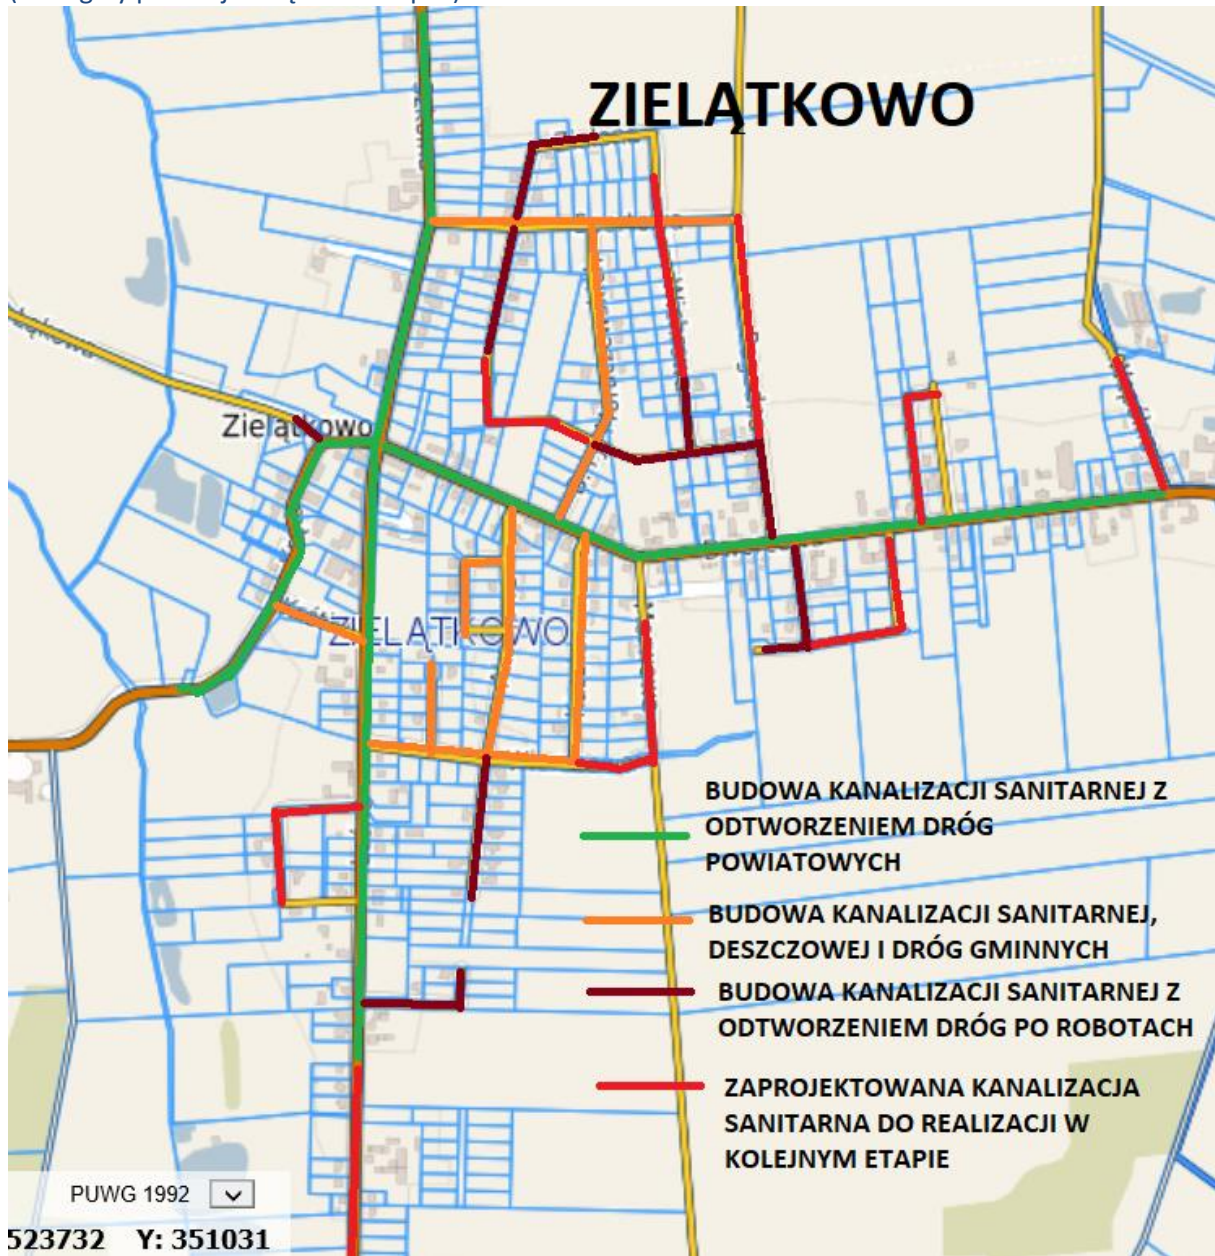 ZIELĄTKOWO
Zielątkowo
ZIELĄTKOWO
BUDOWA KANALIZACJI SANITARNEJ Z
ODTWORZENIEM DRÓG
POWIATOWYCH
BUDOWA KANALIZACJI SANITARNEJ,
DESZCZOWEJ I DRÓG GMINNYCH
BUDOWA KANALIZACJI SANITARNEJ Z
ODTWORZENIEM DRÓG PO ROBOTACH
ZAPROJEKTOWANA KANALIZACJA
SANITARNA DO REALIZACJI W
KOLEJNYM ETAPIE
PUWG 1992
523732 Y: 351031